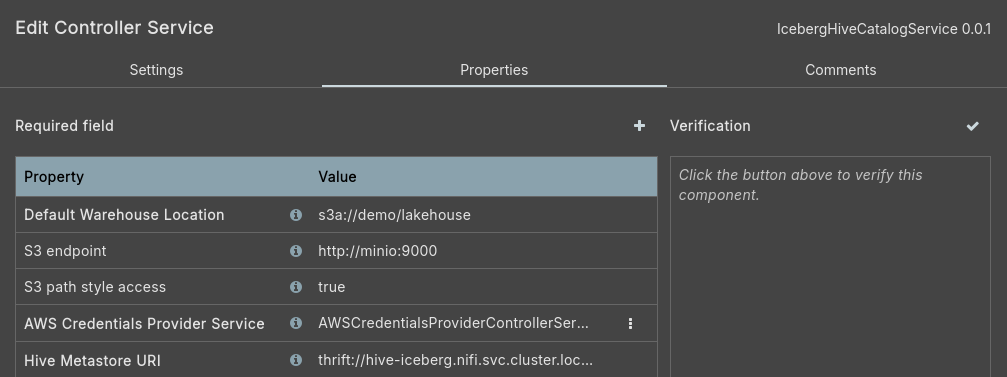 Edit Controller Service
IcebergHiveCatalogService 0.0.1
Settings
Properties
Comments
Required field
Verification
Property Value
Click the button above to verify this
component.
Default Warehouse Location s3a://demo/lakehouse
S3 endpoint http://minio:9000
S3 path style access true
AWS Credentials Provider Service AWSCredentialsProviderControllerSer...
Hive Metastore URI thrift://hive-iceberg.nifi.svc.cluster.loc...